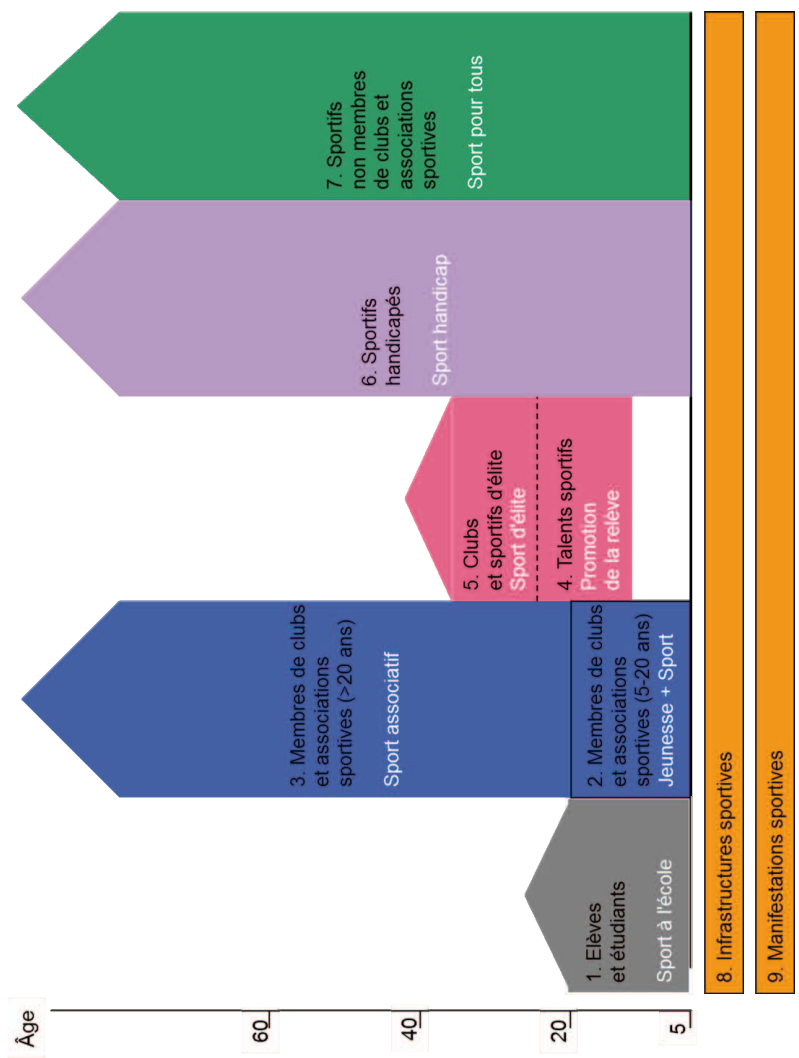 Âge
60
40
20
5
1. Elèves
et étudiants
Sport à l'école
2. Membres de clubs
et associations
sportives (5-20 ans)
Jeunesse + Sport
3. Membres de clubs
et associations
sportives (>20 ans)
Sport associatif
4. Talents sportifs
Promotion
de la relève
5. Clubs
et sportifs d'élite
Sport d'élite
6. Sportifs
handicapés
Sport handicap
7. Sportifs
non membres
de clubs et
associations
sportives
Sport pour tous
8. Infrastructures sportives
9. Manifestations sportives